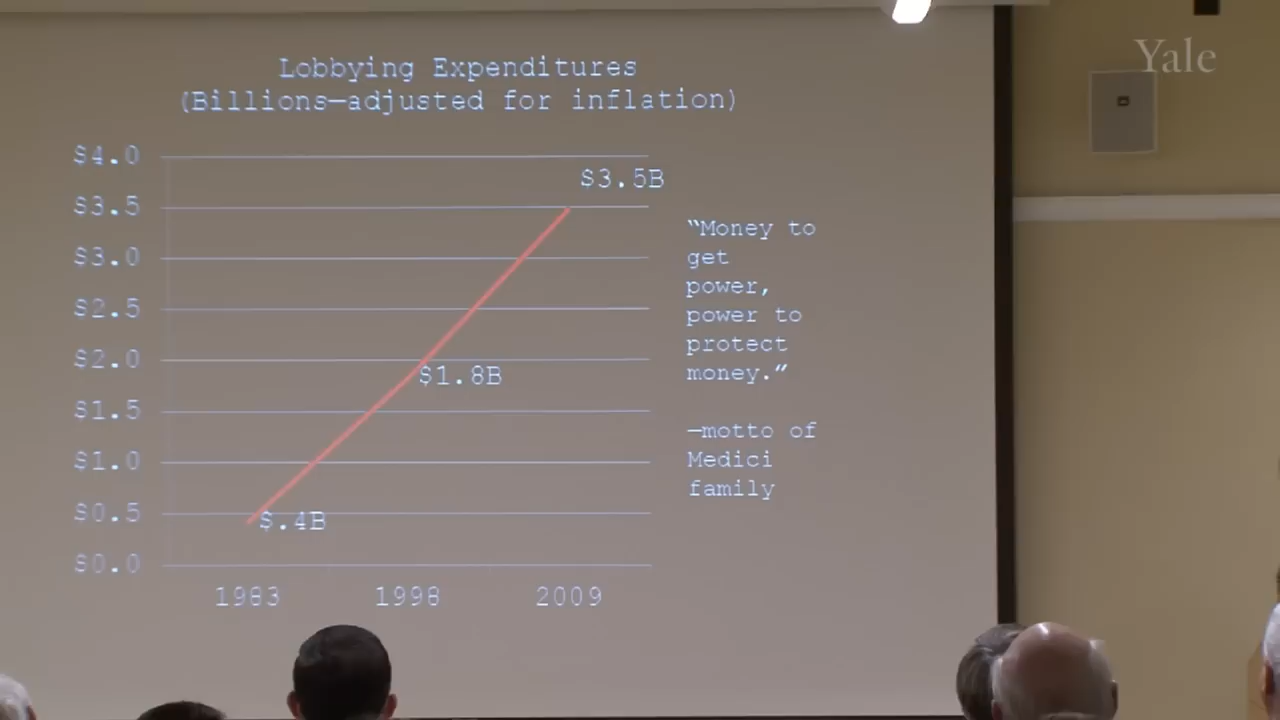 Yale
Lobbying Expenditures
(Billions—adjusted for inflation)
$4.0
$3.5B
$3.5
$3.0
$2.5
$2.0
$1.8B
$1.5
$1.0
$0.5
$.4B
$0.0
1983 1998 2009
“Money to
get
power,
power to
protect
money.”
—motto of
Medici
family